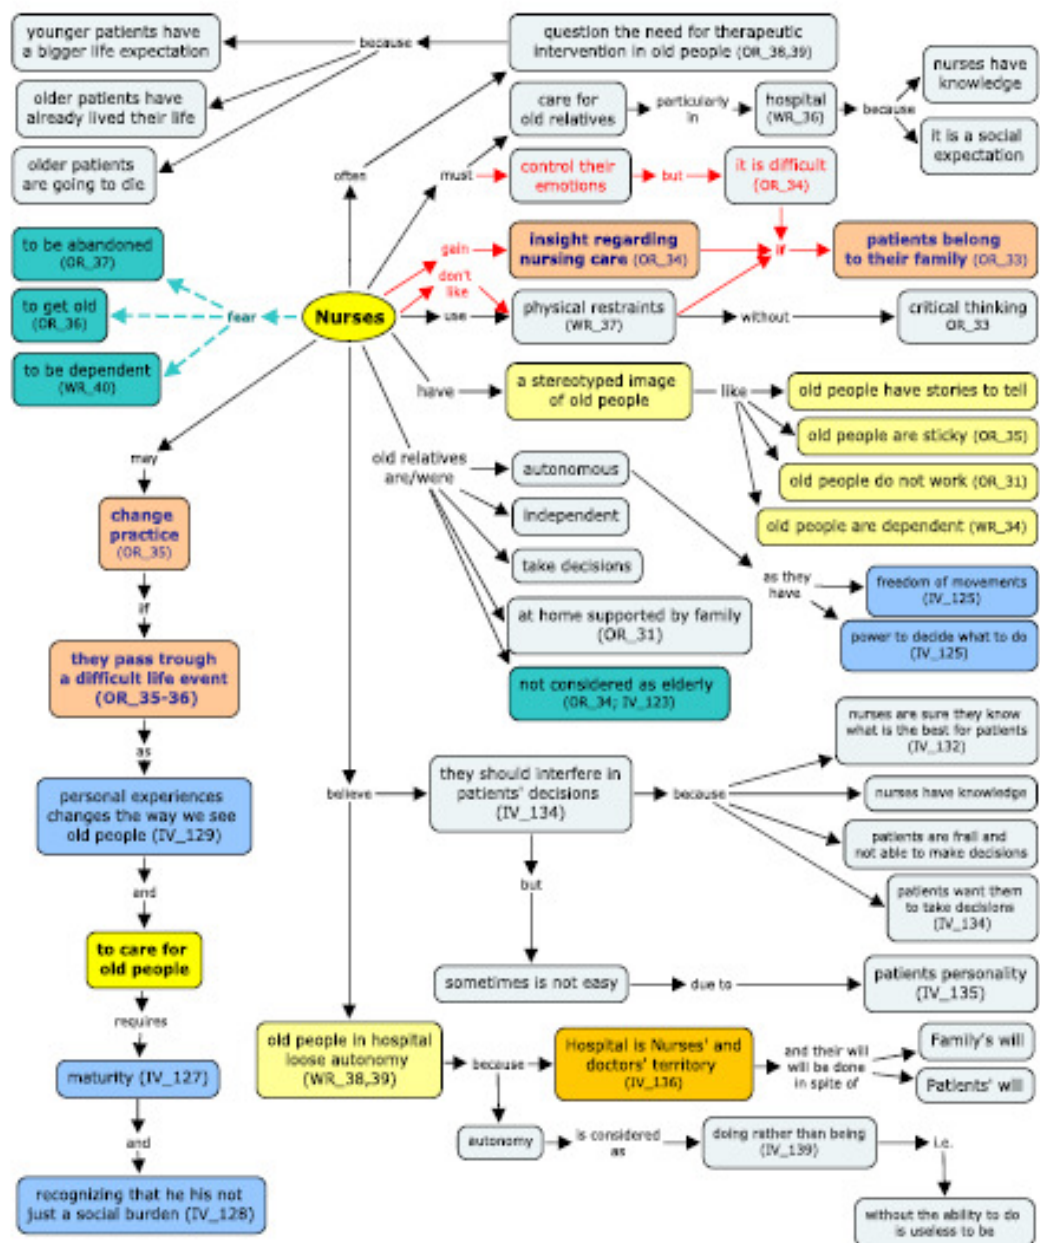 younger patients have
a bigger life expectation
because
question the need for therapeutic
intervention in old people (OR_38,39)
older patients have
already lived their life
older patients
are going to die
often
must
care for
old relatives
particularly
in
hospital
(WR_36)
because
nurses have
knowledge
it is a social
expectation
control their
emotions
but
it is difficult
(OR_34)
to be abandoned
(OR_37)
to get old
(OR_36)
to be dependent
(WR_40)
fear
Nurses
gain
insight regarding
nursing care (OR_34)
if
patients belong
to their family (OR_33)
don't
like
use
physical restraints
(WR_37)
without
critical thinking
OR_33
have
a stereotyped image
of old people
like
old people have stories to tell
old people are sticky (OR_35)
old people do not work (OR_31)
old people are dependent (WR_34)
old relatives
are/were
autonomous
independent
take decisions
at home supported by family
(OR_31)
not considered as elderly
(OR_34; IV_123)
as they
have
freedom of movements
(IV_125)
power to decide what to do
(IV_125)
may
change
practice
(OR_35)
if
they pass trough
a difficult life event
(OR_35-36)
as
personal experiences
changes the way we see
old people (IV_129)
and
to care for
old people
requires
maturity (IV_127)
and
recognizing that he his not
just a social burden (IV_128)
believe
they should interfere in
patients' decisions
(IV_134)
because
nurses are sure they know
what is the best for patients
(IV_132)
nurses have knowledge
patients are frail and
not able to make decisions
patients want them
to take decisions
(IV_134)
but
sometimes is not easy
due to
patients personality
(IV_135)
old people in hospital
loose autonomy
(WR_38,39)
because
Hospital is Nurses' and
doctors' territory
(IV_136)
and their will
will be done
in spite of
Family's will
Patients' will
autonomy
is considered
as
doing rather than being
(IV_139)
i.e.
without the ability to do
is useless to be